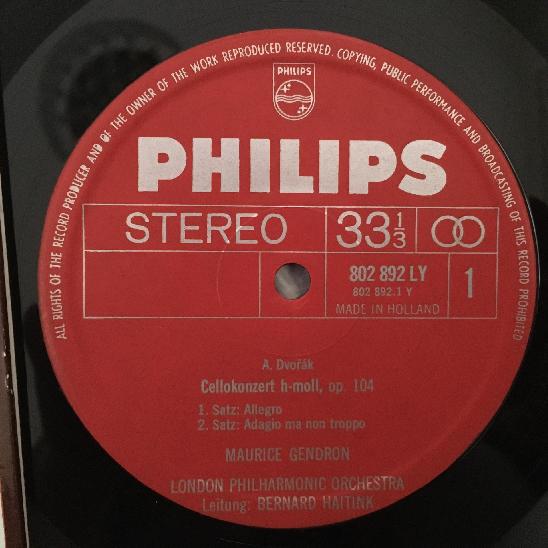 ALL RIGHTS OF THE RECORD PRODUCER AND OF THE OWNER OF THE WORK REPRODUCED RESERVED. COPYING, PUBLIC PERFORMANCE AND BROADCASTING OF THIS RECORD PROHIBITED
PHILIPS
PHILIPS
STEREO 33 1/3
802 892 LY 1
802 892.1 Y
MADE IN HOLLAND
A. Dvořák
Cellokonzert h-moll, op. 104
1. Satz: Allegro
2. Satz: Adagio ma non troppo
MAURICE GENDRON
LONDON PHILHARMONIC ORCHESTRA
Leitung: BERNARD HAITINK